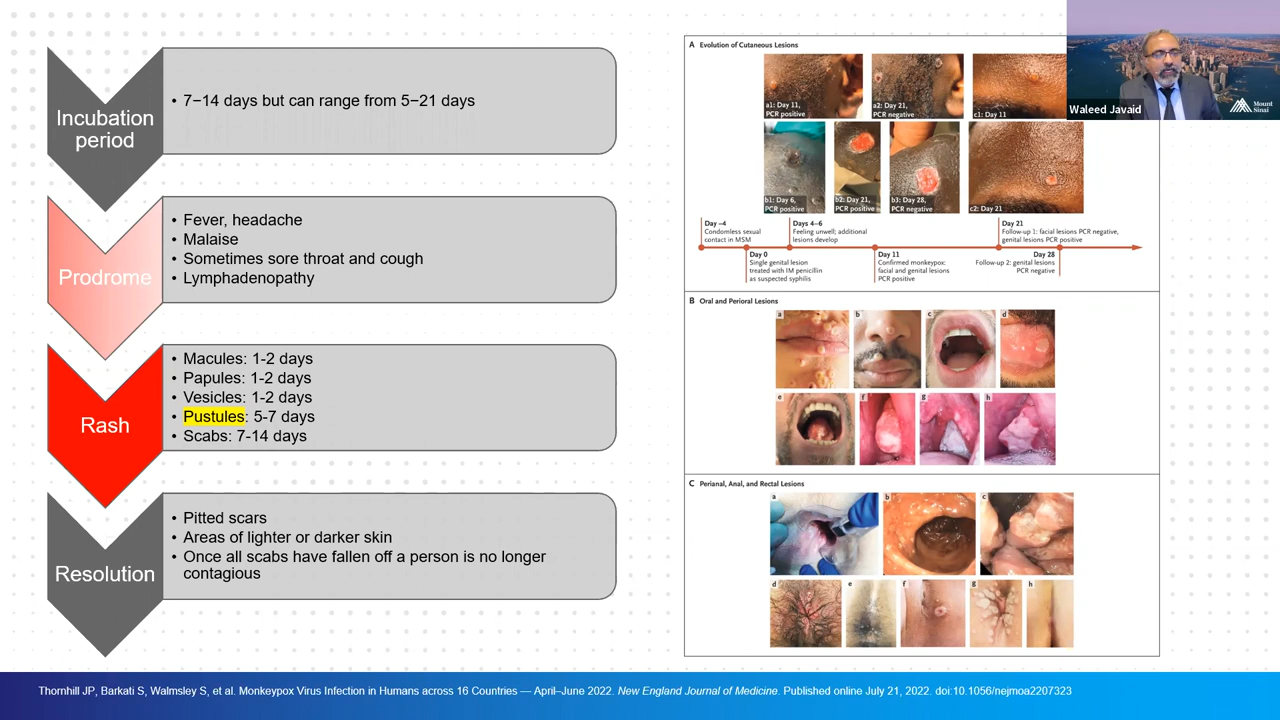 Incubation
period
• 7–14 days but can range from 5–21 days
Prodrome
• Fever, headche
• Malaise
• Sometimes sore throat and cough
• Lymphadenopathy
Rash
• Macules: 1-2 days
• Papules: 1-2 days
• Vesicles: 1-2 days
• Pustules: 5-7 days
• Scabs: 7-14 days
Resolution
• Pitted scars
• Areas of lighter or darker skin
• Once all scabs have fallen off a person is no longer
contagious
A Evolution of Cutaneous Lesions
a1: Day 11,
PCR positive
a2: Day 21,
PCR negative
c1: Day 11
b1: Day 6,
PCR positive
b2: Day 21,
PCR positive
b3: Day 28,
PCR negative
c2: Day 21
Day –4
Condomless sexual
contact in MSM
Days 4–6
Feeling unwell; additional
lesions develop
Day 21
Follow-up 1: facial lesions PCR negative,
genital lesions PCR positive
Day 0
Single genital lesion
treated with IM penicillin
as suspected syphilis
Day 11
Confirmed monkeypox:
facial and genital lesions
PCR positive
Day 28
Follow-up 2: genital lesions
PCR negative
B Oral and Perioral Lesions
a
b
c
d
e
f
g
h
C Perianal, Anal, and Rectal Lesions
a
b
c
d
e
f
g
h
Waleed Javaid
Mount
Sinai
Thornhill JP, Barkati S, Walmsley S, et al. Monkeypox Virus Infection in Humans across 16 Countries — April–June 2022. New England Journal of Medicine. Published online July 21, 2022. doi:10.1056/nejmoa2207323